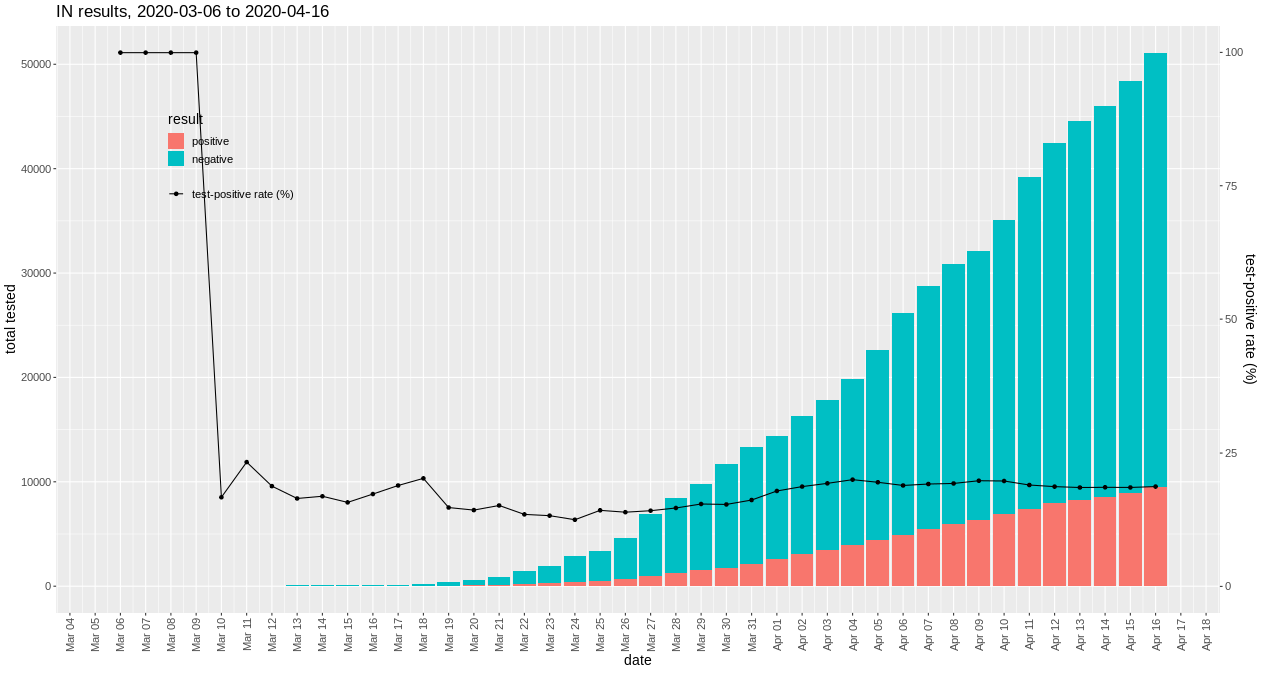 IN results, 2020-03-06 to 2020-04-16
total tested
50000
40000
30000
20000
10000
0
result
positive
negative
test-positive rate (%)
100
75
50
25
0
test-positive rate (%)
Mar 04
Mar 05
Mar 06
Mar 07
Mar 08
Mar 09
Mar 10
Mar 11
Mar 12
Mar 13
Mar 14
Mar 15
Mar 16
Mar 17
Mar 18
Mar 19
Mar 20
Mar 21
Mar 22
Mar 23
Mar 24
Mar 25
Mar 26
Mar 27
Mar 28
Mar 29
Mar 30
Mar 31
Apr 01
Apr 02
Apr 03
Apr 04
Apr 05
Apr 06
Apr 07
Apr 08
Apr 09
Apr 10
Apr 11
Apr 12
Apr 13
Apr 14
Apr 15
Apr 16
Apr 17
Apr 18
date